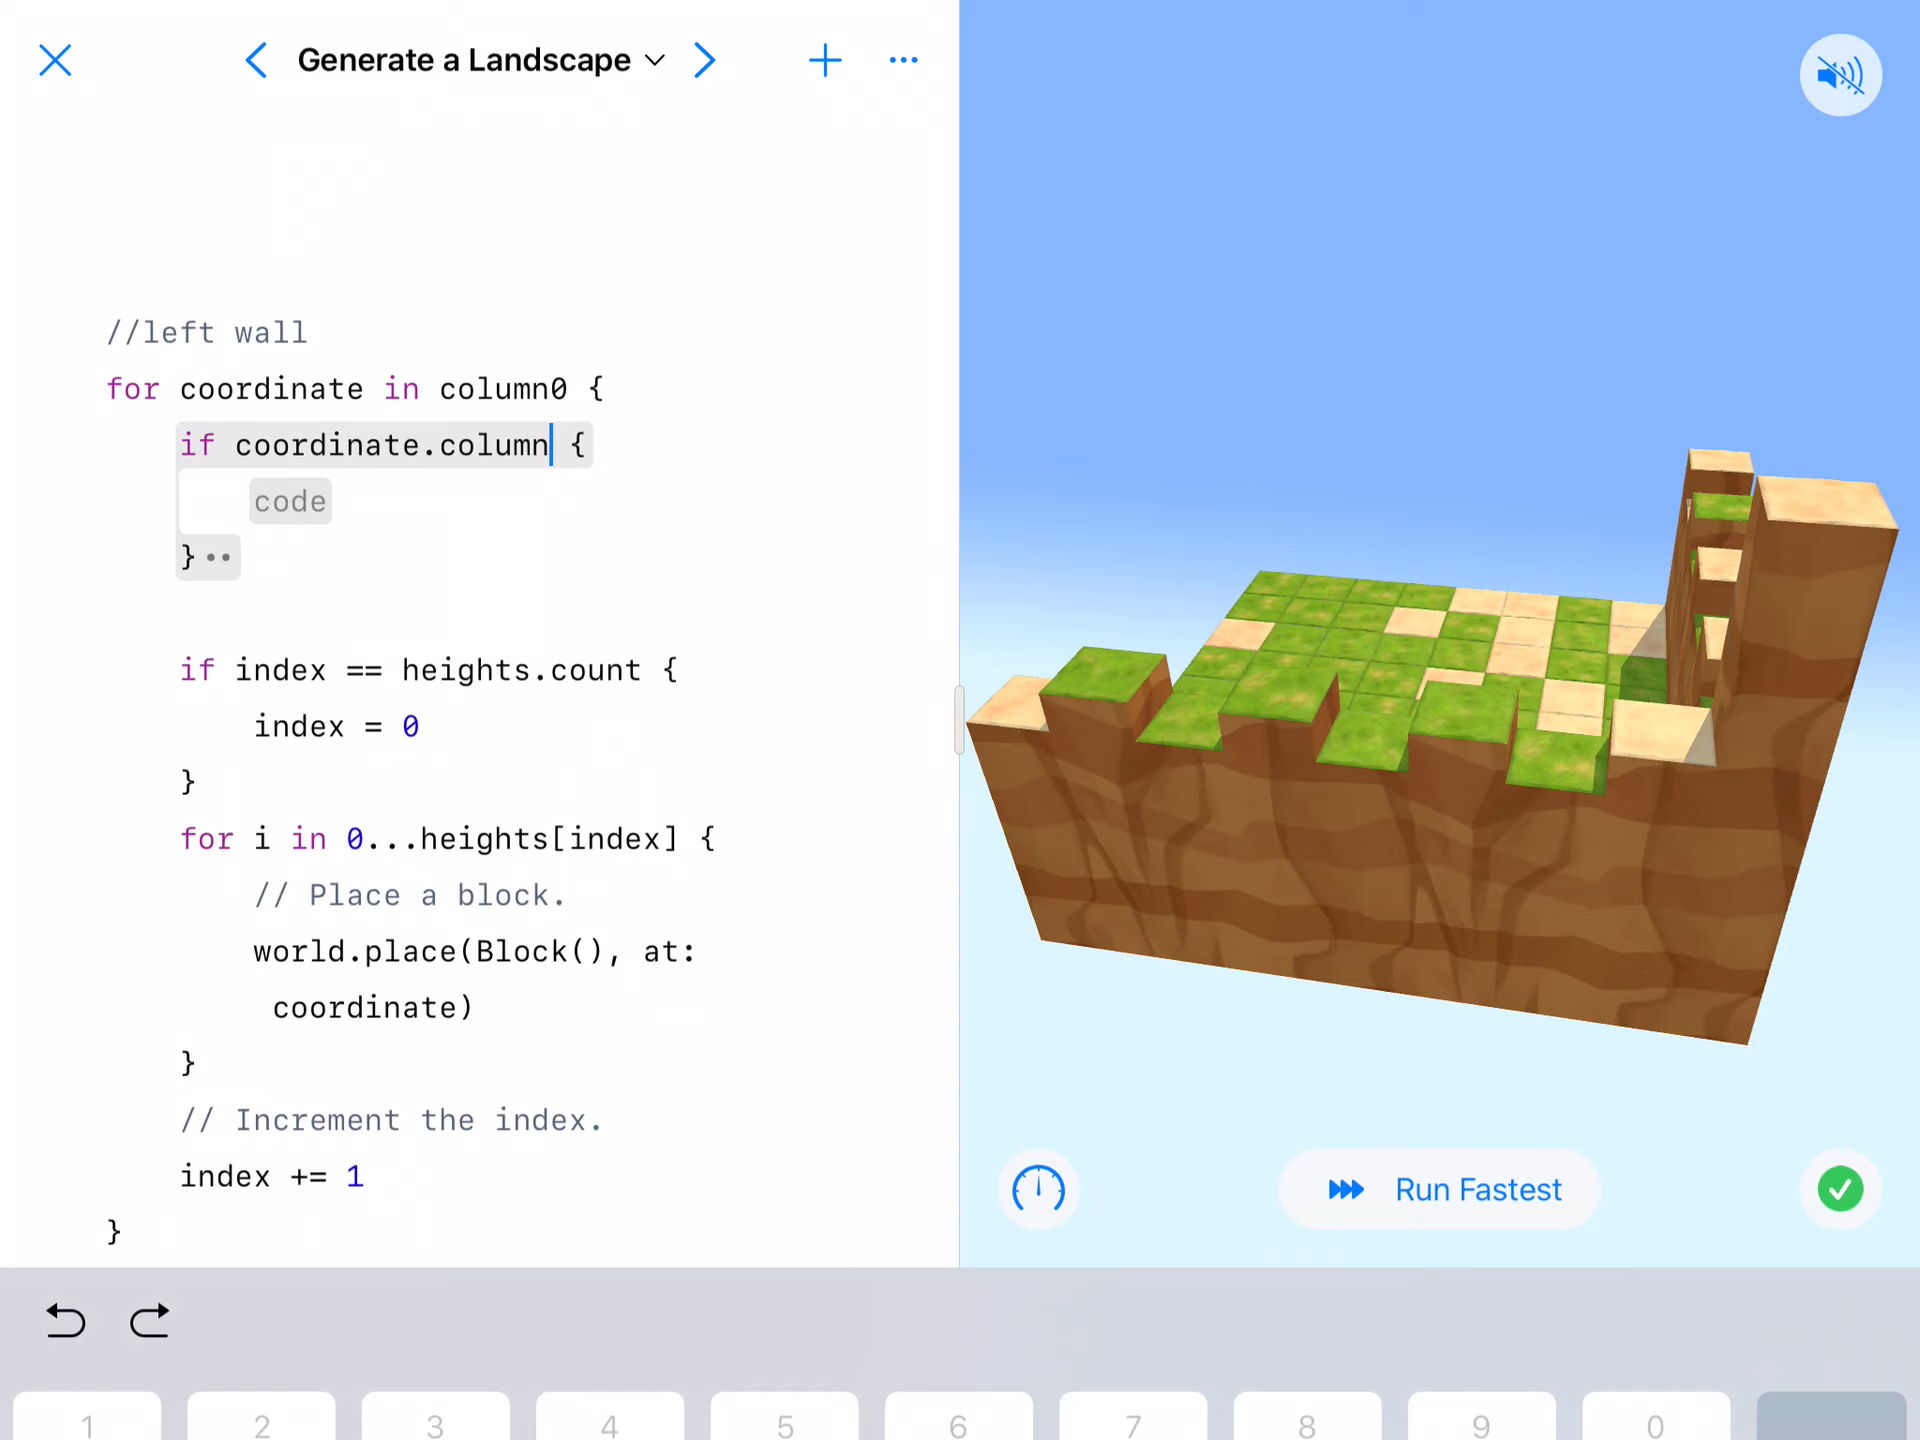 Generate a Landscape
//left wall
for coordinate in column0 {
if coordinate.column {
code
}
if index == heights.count {
index = 0
}
for i in 0...heights[index] {
// Place a block.
world.place(Block(), at:
coordinate)
}
// Increment the index.
index += 1
}
Run Fastest
1 2 3 4 5 6 7 8 9 0